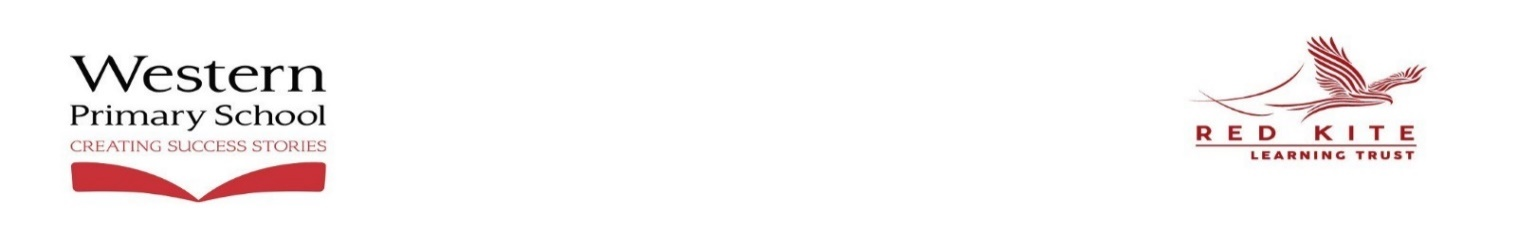 Western
Primary School
CREATING SUCCESS STORIES
RED KITE
LEARNING TRUST